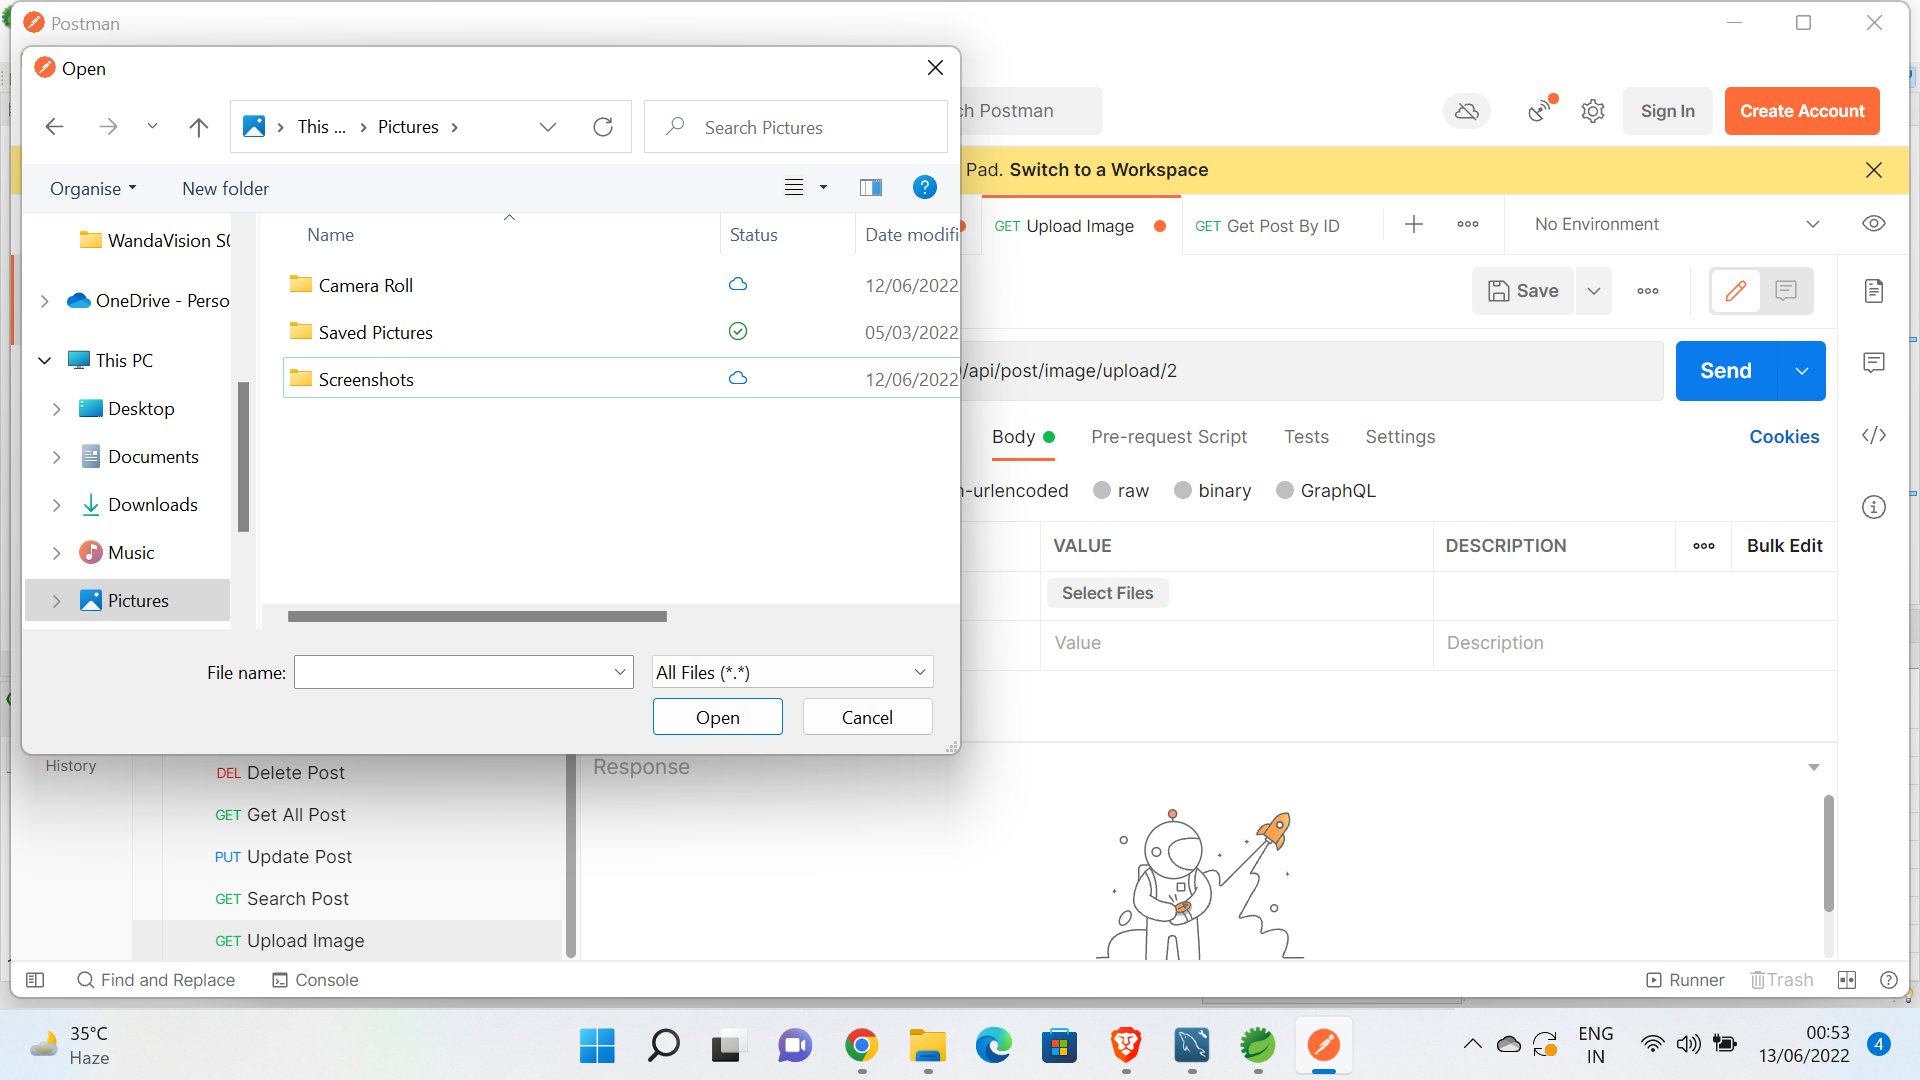 Postman
Open
This ...
Pictures
Search Pictures
ch Postman
Sign In
Create Account
Organise
New folder
Pad. Switch to a Workspace
WandaVision S0
OneDrive - Perso
This PC
Desktop
Documents
Downloads
Music
Pictures
Name
Status
Date modifi
Camera Roll
12/06/2022
Saved Pictures
05/03/2022
Screenshots
12/06/2022
File name:
All Files (*.*)
Open
Cancel
GET Upload Image
GET Get Post By ID
No Environment
Save
/api/post/image/upload/2
Send
Body
Pre-request Script
Tests
Settings
Cookies
n-urlencoded
raw
binary
GraphQL
VALUE
DESCRIPTION
Bulk Edit
Select Files
Value
Description
History
DEL Delete Post
GET Get All Post
PUT Update Post
GET Search Post
GET Upload Image
Response
Find and Replace
Console
Runner
Trash
35°C
Haze
ENG
IN
00:53
13/06/2022
4